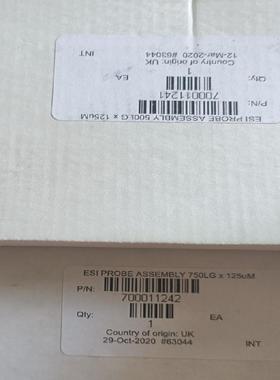 ESI PROBE ASSEMBLY 500LG x 125uM
P/N:
700011241
Qty:
1
EA
Country of origin: UK
12-Mar-2020 #63044
INT
ESI PROBE ASSEMBLY 750LG x 125uM
P/N:
700011242
Qty:
1
EA
Country of origin: UK
29-Oct-2020 #63044
INT